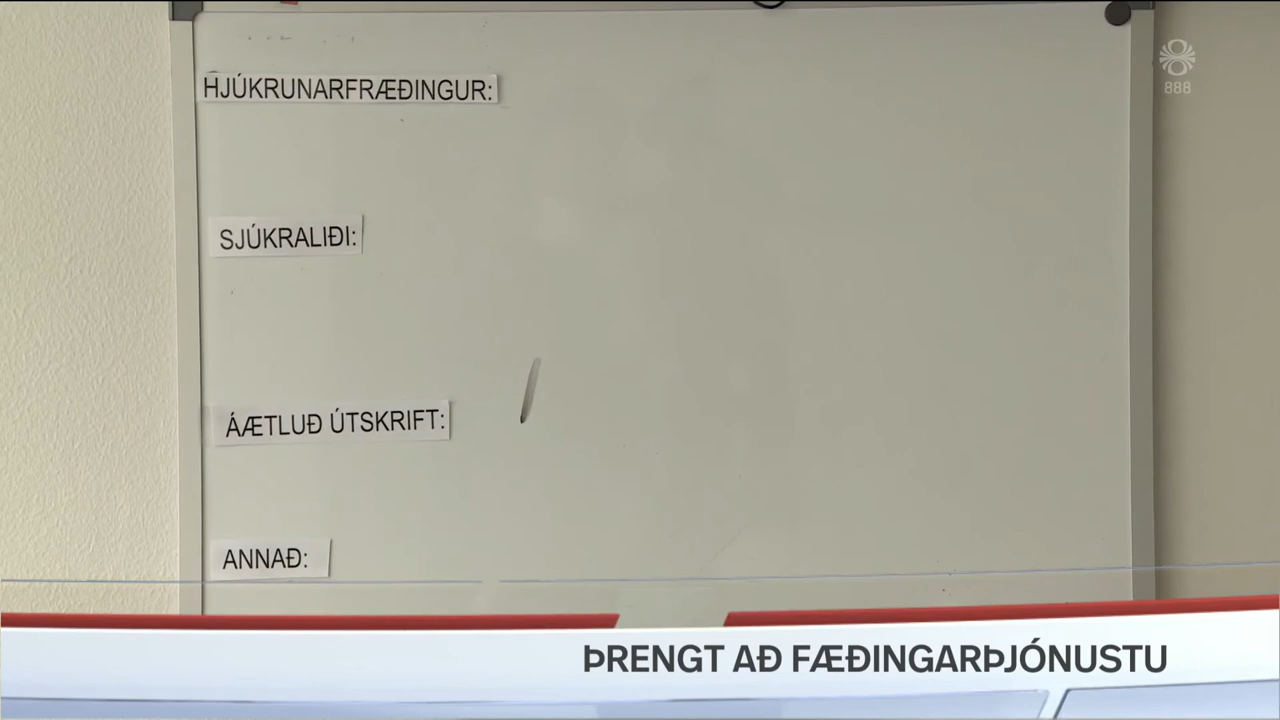 888
HJÚKRUNARFRÆÐINGUR:
SJÚKRALIÐI:
ÁÆTLUÐ ÚTSKRIFT:
ANNAÐ:
ÞRENGT AÐ FÆÐINGARÞJÓNUSTU